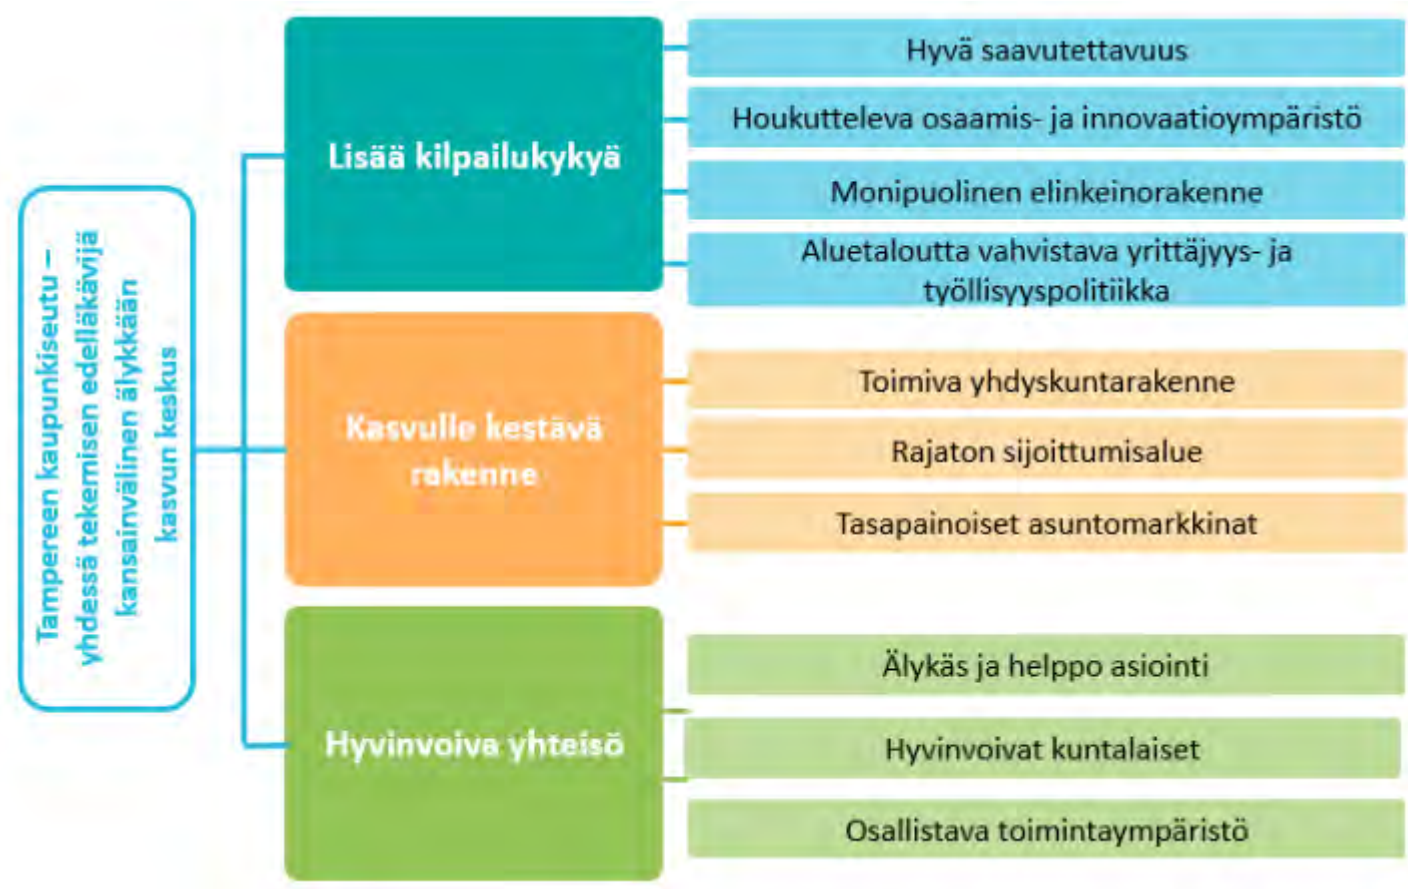 Tampereen kaupunkiseutu –
yhdessä tekemisen edelläkävijä
kansainvälinen älykkään
kasvun keskus
Lisää kilpailukykyä
Hyvä saavutettavuus
Houkutteleva osaamis- ja innovaatioympäristö
Monipuolinen elinkeinorakenne
Aluetaloutta vahvistava yrittäjyys- ja
työllisyyspolitiikka
Kasvulle kestävä
rakenne
Toimiva yhdyskuntarakenne
Rajaton sijoittumisalue
Tasapainoiset asuntomarkkinat
Hyvinvoiva yhteisö
Älykäs ja helppo asiointi
Hyvinvoivat kuntalaiset
Osallistava toimintaympäristö